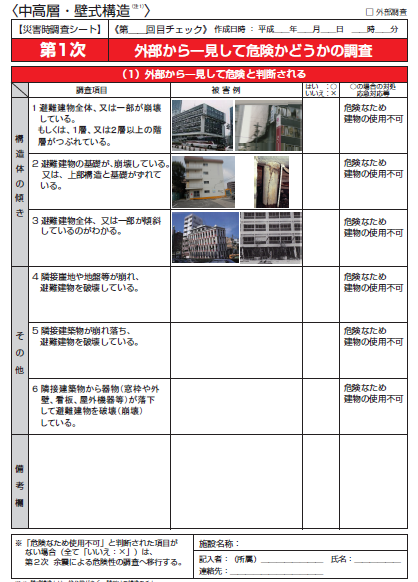 〈中高層・壁式構造(注1)〉
□ 外部調査
【災害時調査シート】 《第__回目チェック》 作成日時 : 平成__年__月__日 __時__分
第1次 外部から一見して危険かどうかの調査
(1)外部から一見して危険と判断される
調査項目
被 害 例
はい :○
いいえ:×
○の場合の対処
応急対応等
構造体の傾き
1 避難建物全体、又は一部が崩壊
している。
もしくは、1層、又は2層以上の階
層がつぶれている。
危険なため
建物の使用不可
2 避難建物の基礎が、崩壊している。
又は、上部構造と基礎がずれて
いる。
危険なため
建物の使用不可
3 避難建物全体、又は一部が傾斜
しているのがわかる。
危険なため
建物の使用不可
その他
4 隣接崖地や地盤等が崩れ、
避難建物を破壊している。
危険なため
建物の使用不可
5 隣接建築物が崩れ落ち、
避難建物を破壊している。
危険なため
建物の使用不可
6 隣接建築物から器物(窓枠や外
壁、看板、屋外機器等)が落下
して避難建物を破壊(崩壊)
している。
危険なため
建物の使用不可
備考欄
※「危険なため使用不可」と判断された項目が
ない場合(全て「いいえ:×」)は、
第2次 余震による危険性の調査へ移行する。
施設名称:
記入者:(所属)____________ 氏名:____________
連絡先:____________